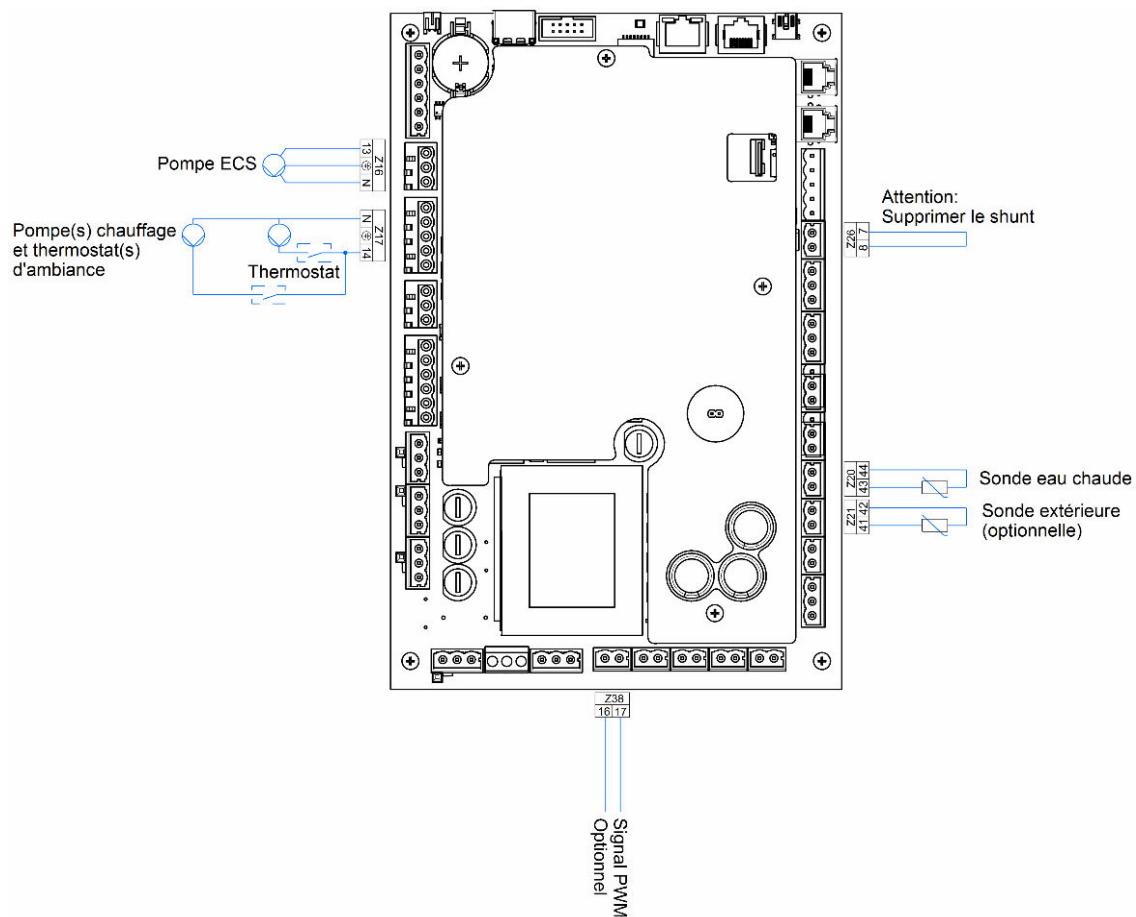 Pompe ECS
13
N
Z16
Pompe(s) chauffage
et thermostat(s)
d'ambiance
Thermostat
N
14
Z17
Attention:
Supprimer le shunt
Z26
7
8
Z20
44
43
Sonde eau chaude
Z21
42
41
Sonde extérieure
(optionnelle)
Z38
16 17
Signal PWM
Optionnel